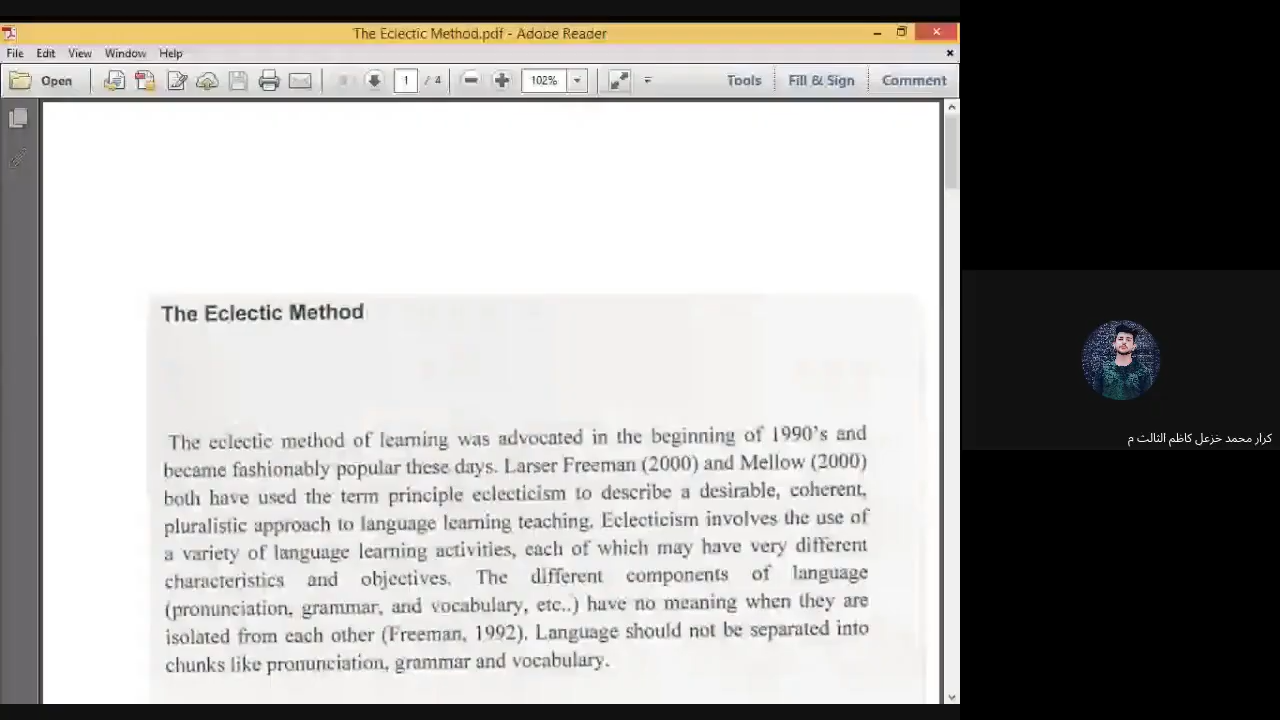 The Eclectic Method.pdf - Adobe Reader
File Edit View Window Help
Open 1 / 4 102% Tools Fill & Sign Comment
The Eclectic Method
The eclectic method of learning was advocated in the beginning of 1990's and
became fashionably popular these days. Larser Freeman (2000) and Mellow (2000)
both have used the term principle eclecticism to describe a desirable, coherent,
pluralistic approach to language learning teaching. Eclecticism involves the use of
a variety of language learning activities, each of which may have very different
characteristics and objectives. The different components of language
(pronunciation, grammar, and vocabulary, etc..) have no meaning when they are
isolated from each other (Freeman, 1992). Language should not be separated into
chunks like pronunciation, grammar and vocabulary.
كرار محمد خزعل كاظم الثالث م